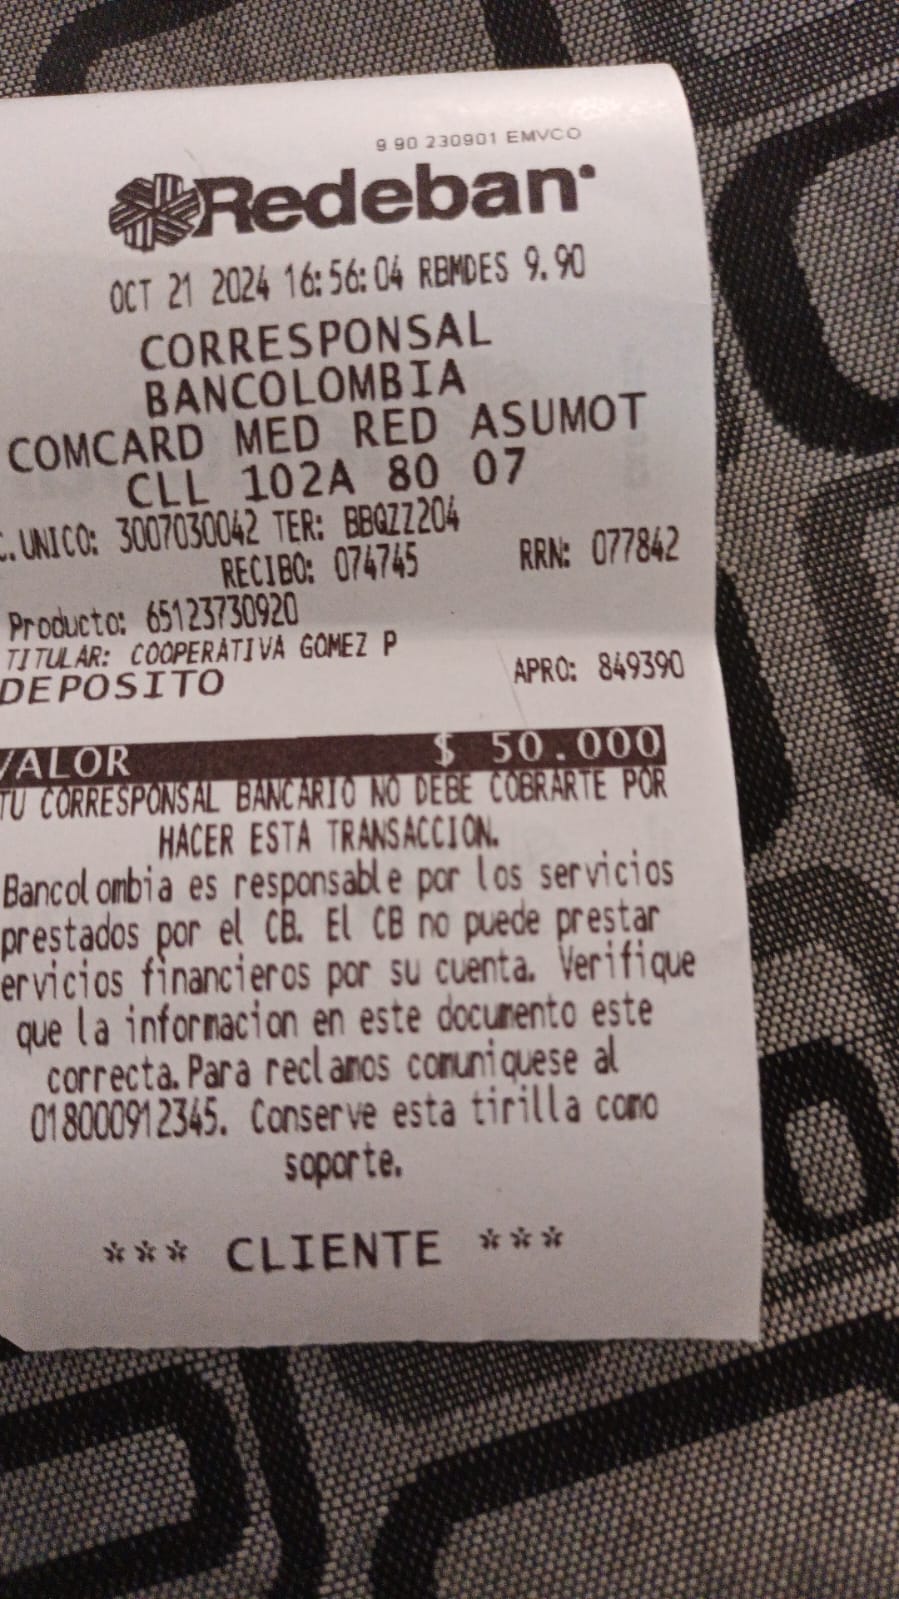 9 90 230901 EMVCO
Redeban
OCT 21 2024 16:56:04 RBMDES 9.90
CORRESPONSAL
BANCOLOMBIA
COMCARD MED RED ASUMOT
CLL 102A 80 07
C.UNICO: 3007030042 TER: BBQZZ204
RECIBO: 074745 RRN: 077842
Producto: 65123730920
TITULAR: COOPERATIVA GOMEZ P
DEPOSITO APRO: 849390
VALOR $ 50.000
TU CORRESPONSAL BANCARIO NO DEBE COBRARTE POR
HACER ESTA TRANSACCION.
Bancolombia es responsable por los servicios
prestados por el CB. El CB no puede prestar
ervicios financieros por su cuenta. Verifique
que la informacion en este documento este
correcta.Para reclamos comuniquese al
018000912345. Conserve esta tirilla como
soporte.
*** CLIENTE ***